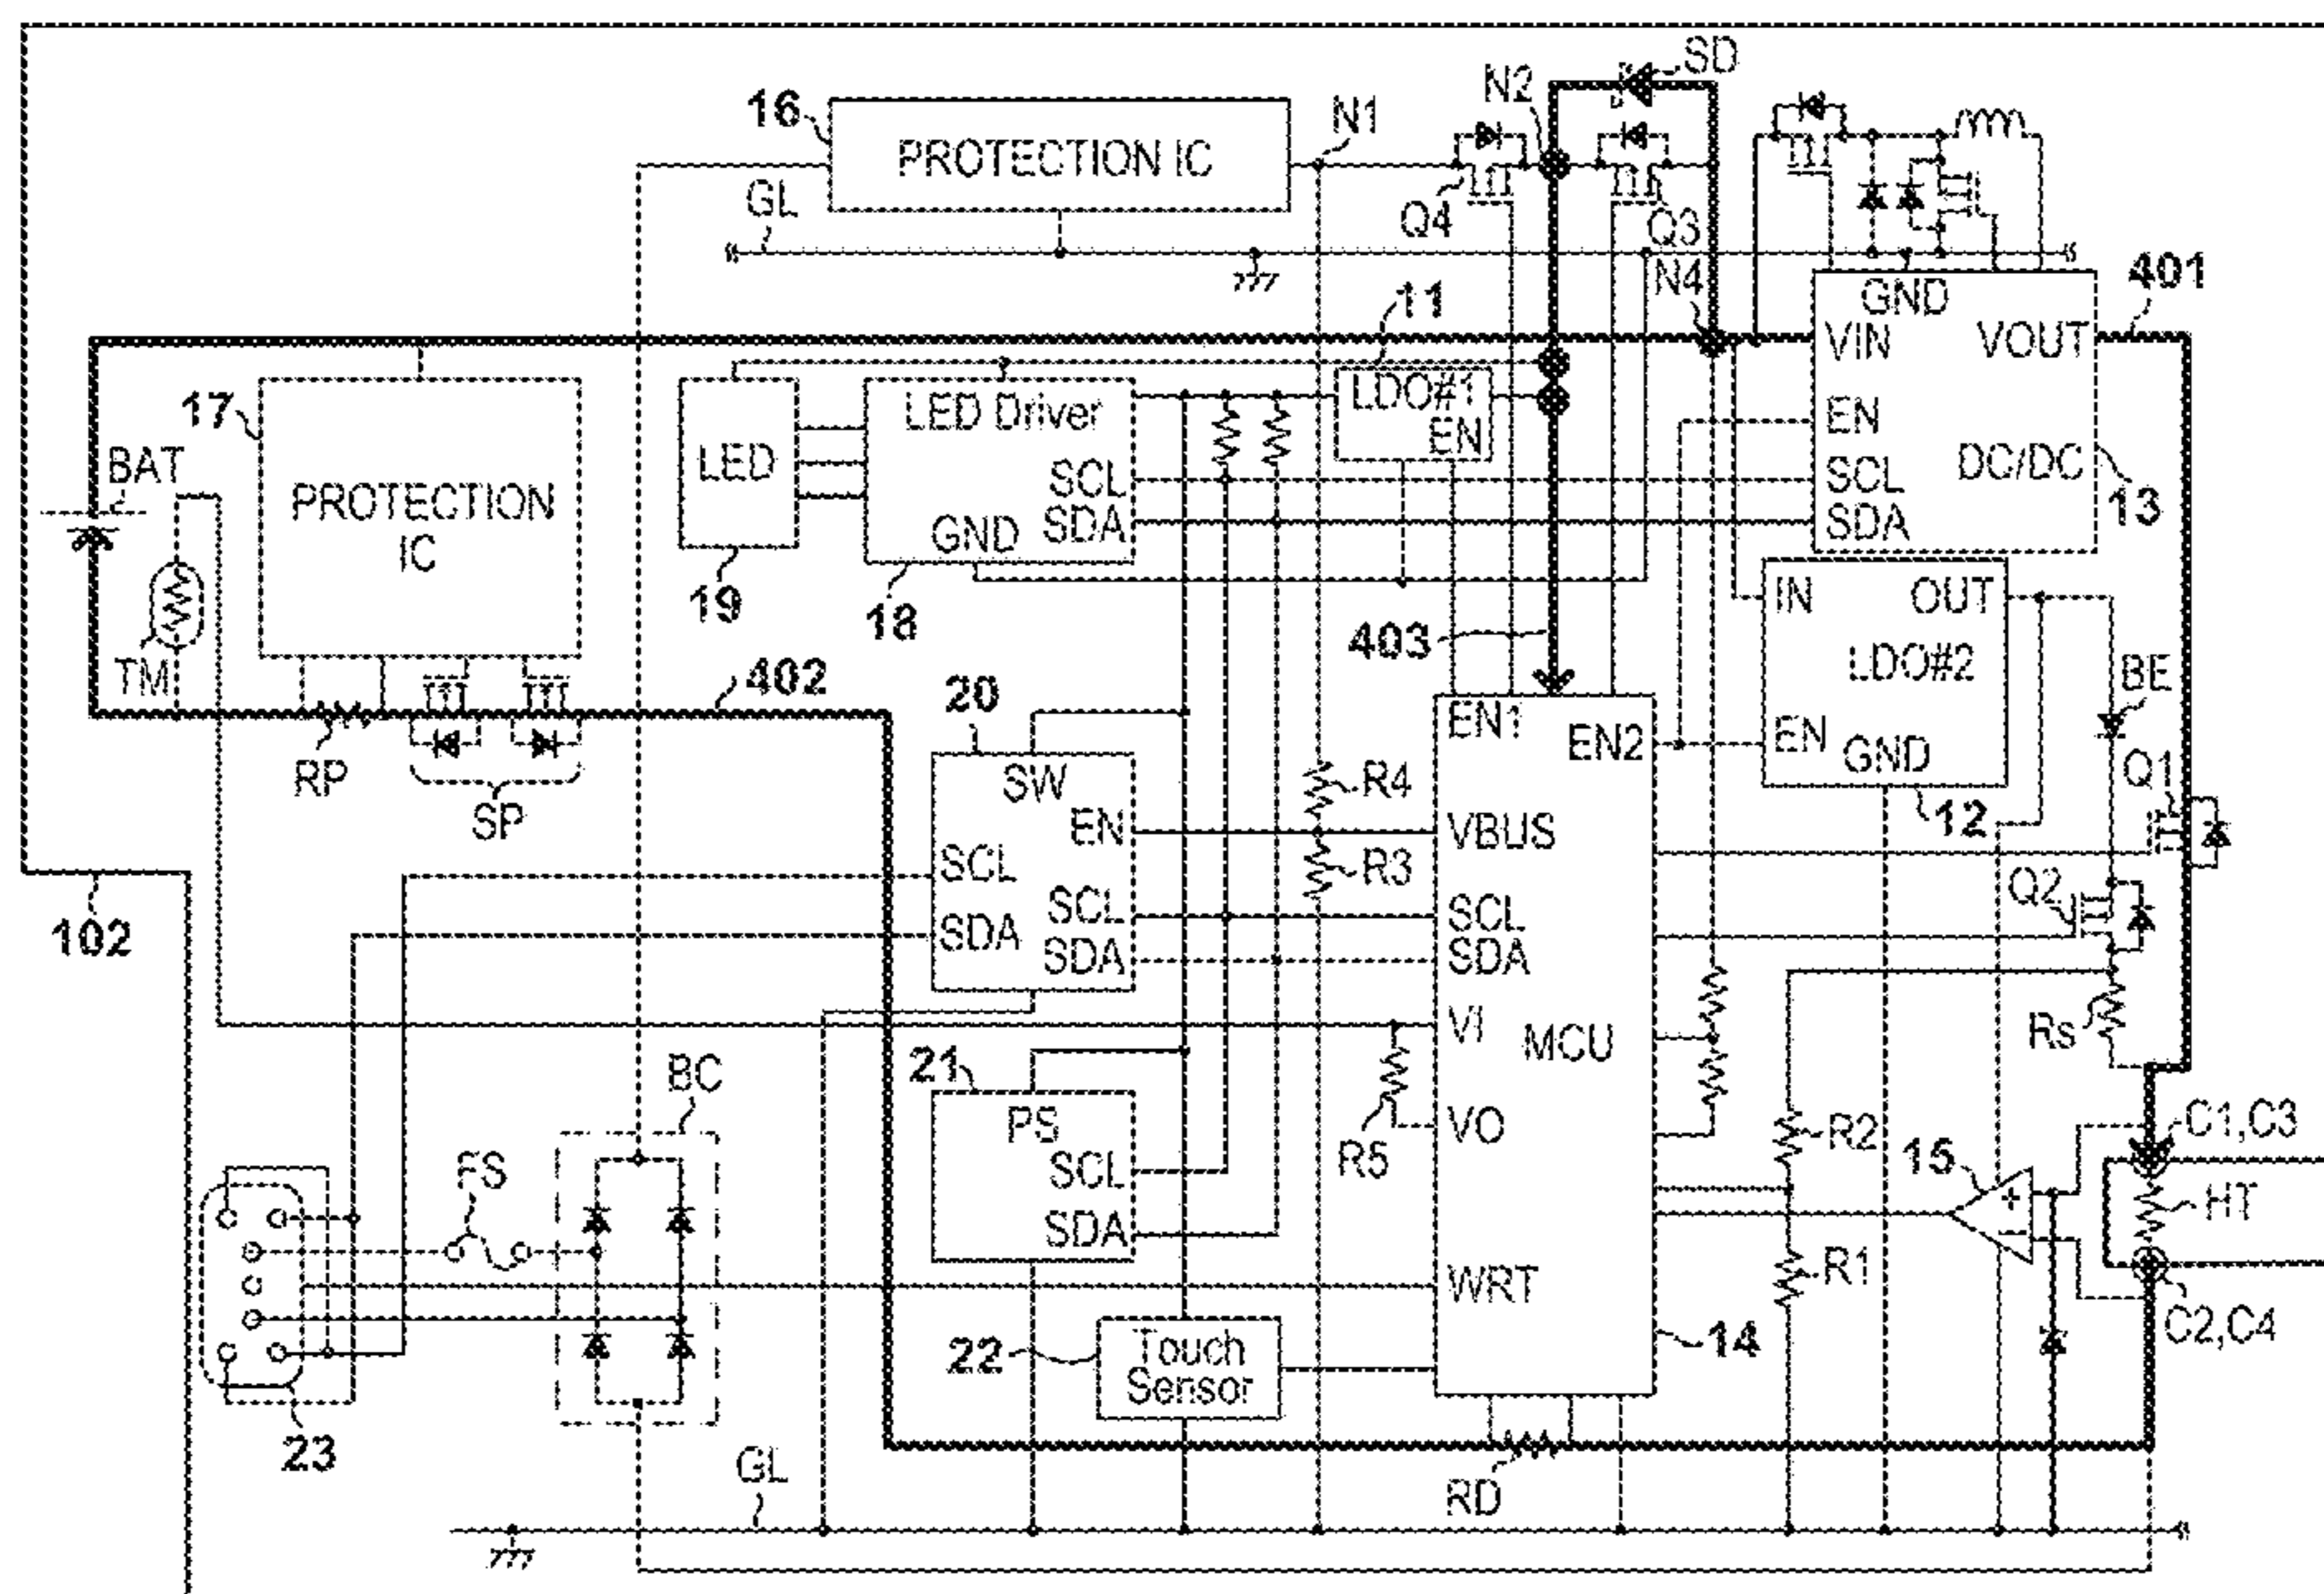 SD
N2
16
N1
PROTECTION IC
GL
Q4
Q3
N4
401
11
GND
VIN
VOUT
17
LDO#1
LED Driver
EN
EN
BAT
LED
DC/DC
SCL
SCL
PROTECTION
IC
SDA
SDA
13
GND
19
18
IN
OUT
403
LDO#2
TM
402
BE
20
EN1
EN2
EN
GND
RP
SW
R4
Q1
SP
EN
VBUS
12
SCL
R3
Q2
102
SDA
SCL
SCL
SDA
SDA
VI
MCU
Rs
21
BC
PS
VO
R2
C1,C3
R5
15
FS
SCL
+
HT
SDA
−
R1
WRT
C2,C4
22
Touch
Sensor
14
23
GL
RD